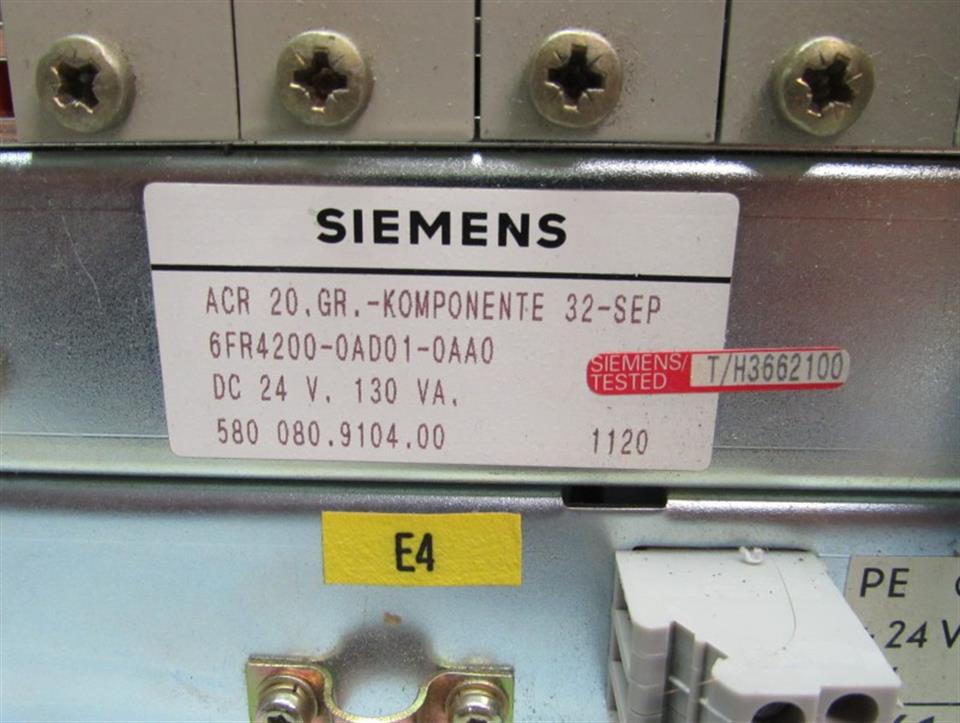 SIEMENS
ACR 20.GR.-KOMPONENTE 32-SEP
6FR4200-0AD01-0AA0
DC 24 V. 130 VA.
580 080.9104.00 1120
SIEMENS/
TESTED
T/H3662100
E4
PE
24 V